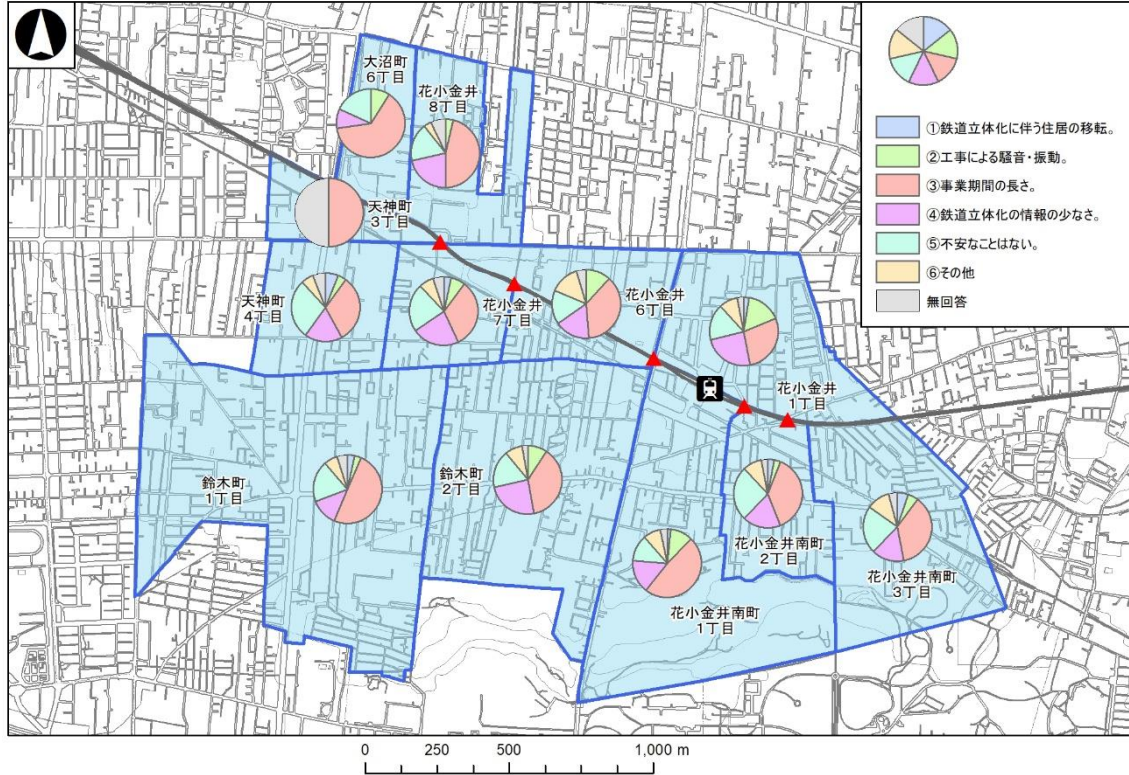 ①鉄道立体化に伴う住居の移転。
②工事による騒音・振動。
③事業期間の長さ。
④鉄道立体化の情報の少なさ。
⑤不安なことはない。
⑥その他
無回答
大沼町
6丁目
花小金井
8丁目
天神町
3丁目
天神町
4丁目
花小金井
7丁目
花小金井
6丁目
花小金井
1丁目
鈴木町
1丁目
鈴木町
2丁目
花小金井南町
2丁目
花小金井南町
3丁目
花小金井南町
1丁目
0 250 500 1,000 m